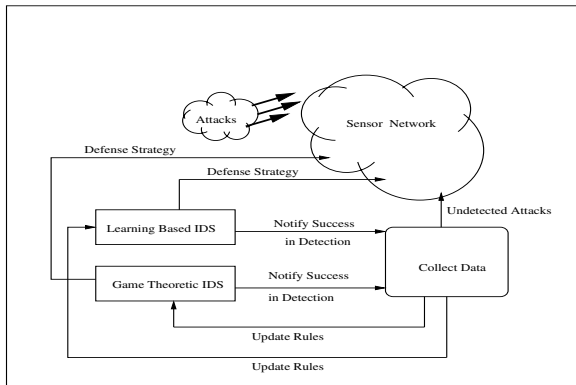 Attacks
Sensor Network
Defense Strategy
Defense Strategy
Undetected Attacks
Learning Based IDS
Notify Success
in Detection
Collect Data
Game Theoretic IDS
Notify Success
in Detection
Update Rules
Update Rules